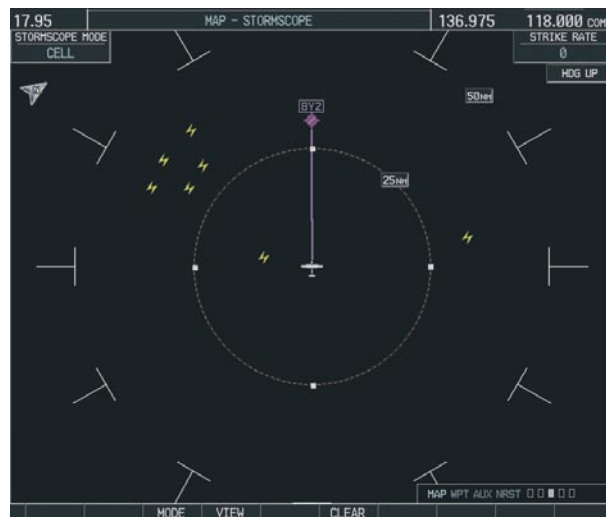 17.95 MAP - STORMSCOPE 136.975 118.000 COM
STORMSCOPE MODE
CELL
STRIKE RATE
0
HDG UP
N
50NM
BYZ
25NM
MAP WPT AUX NRST
MODE VIEW CLEAR